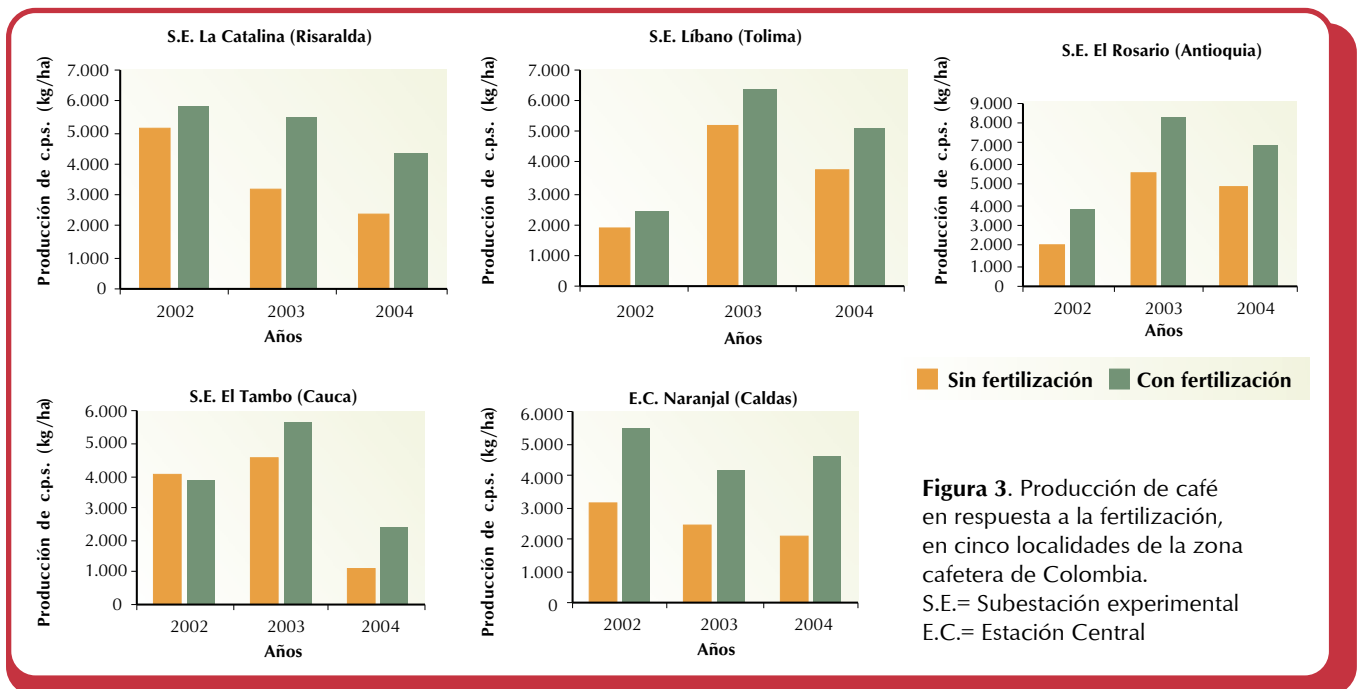 S.E. La Catalina (Risaralda)
Producción de c.p.s. (kg/ha)
7.000
6.000
5.000
4.000
3.000
2.000
1.000
0
2002 2003 2004
Años
S.E. Líbano (Tolima)
Producción de c.p.s. (kg/ha)
7.000
6.000
5.000
4.000
3.000
2.000
1.000
0
2002 2003 2004
Años
S.E. El Rosario (Antioquia)
Producción de c.p.s. (kg/ha)
9.000
8.000
7.000
6.000
5.000
4.000
3.000
2.000
1.000
0
2002 2003 2004
Años
Sin fertilización Con fertilización
S.E. El Tambo (Cauca)
Producción de c.p.s. (kg/ha)
6.000
5.000
4.000
3.000
2.000
1.000
0
2002 2003 2004
Años
E.C. Naranjal (Caldas)
Producción de c.p.s. (kg/ha)
6.000
5.000
4.000
3.000
2.000
1.000
0
2002 2003 2004
Años
Figura 3. Producción de café
en respuesta a la fertilización,
en cinco localidades de la zona
cafetera de Colombia.
S.E.= Subestación experimental
E.C.= Estación Central